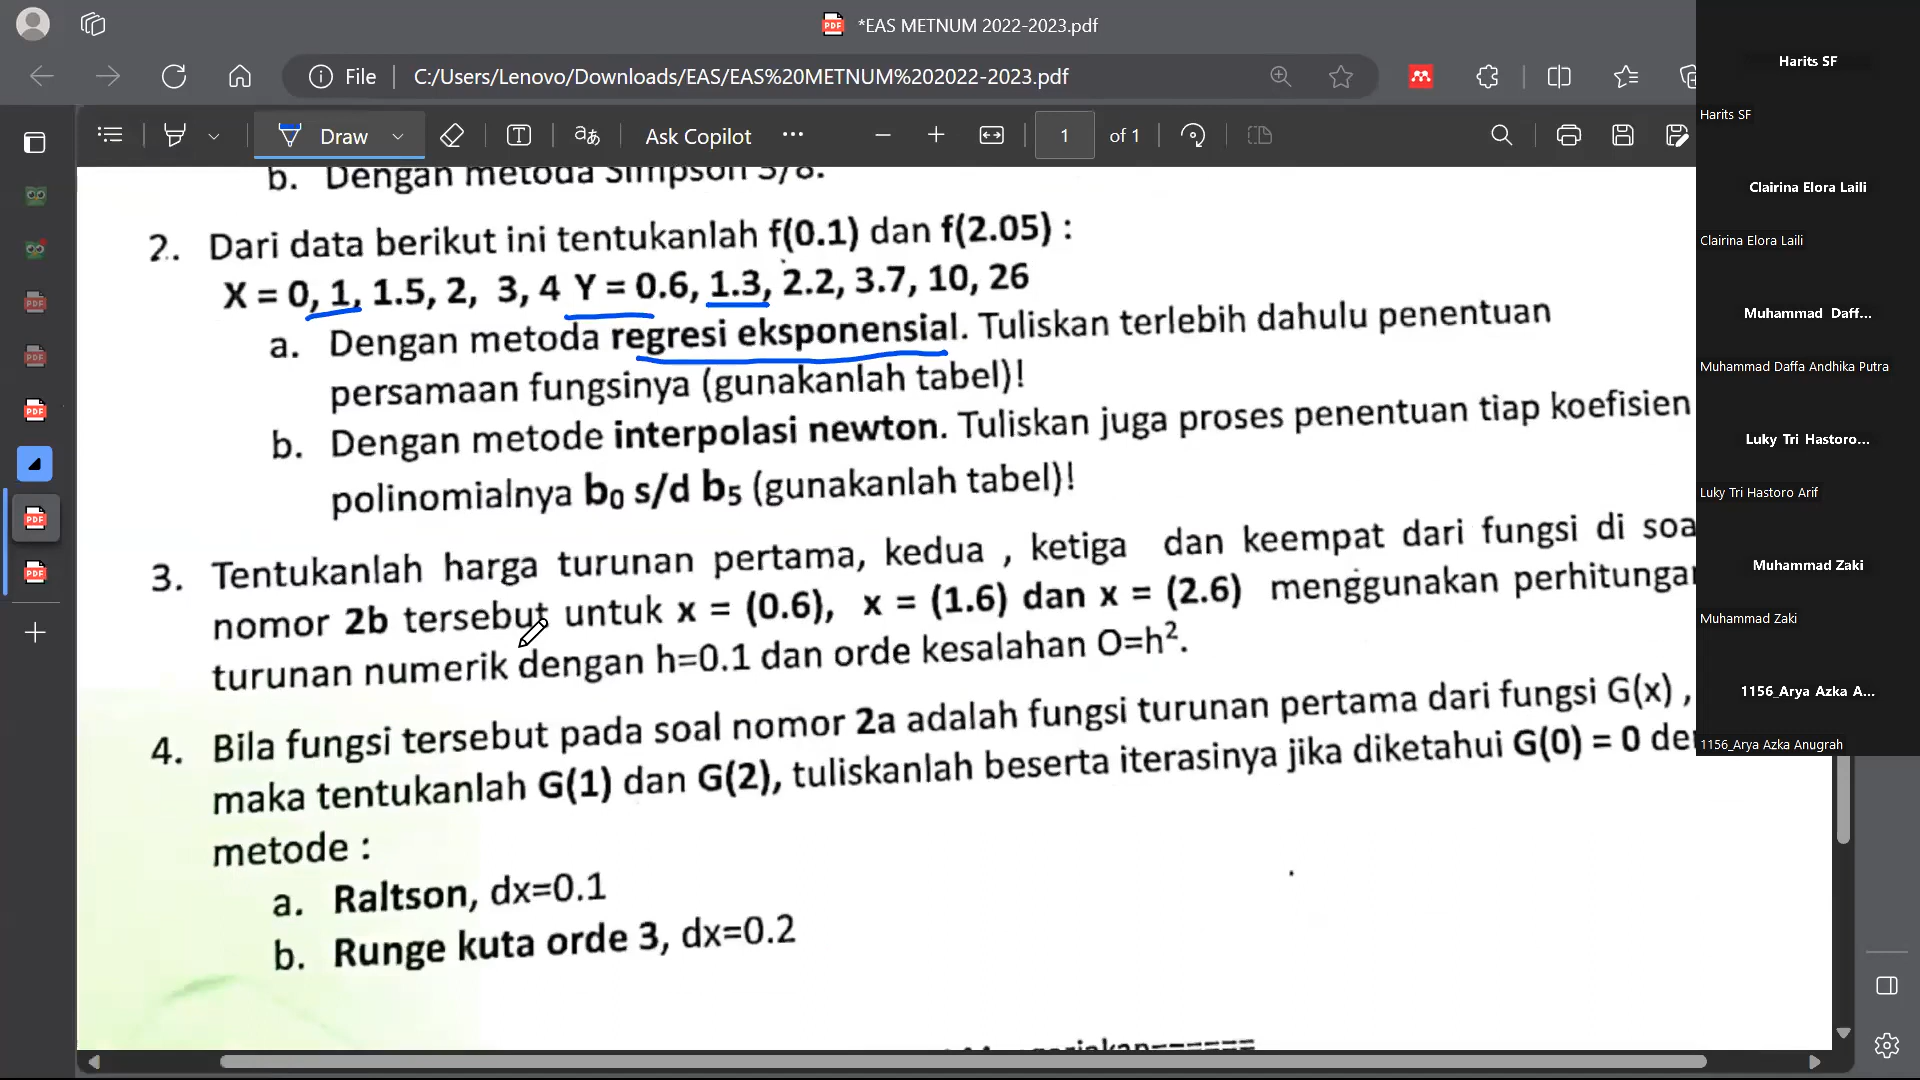 *EAS METNUM 2022-2023.pdf
File
C:/Users/Lenovo/Downloads/EAS/EAS%20METNUM%202022-2023.pdf
Draw
Ask Copilot
1 of 1
b. Dengan metoda Simpson 3/8.
2. Dari data berikut ini tentukanlah f(0.1) dan f(2.05) :
X = 0, 1, 1.5, 2, 3, 4 Y = 0.6, 1.3, 2.2, 3.7, 10, 26
a. Dengan metoda regresi eksponensial. Tuliskan terlebih dahulu penentuan
persamaan fungsinya (gunakanlah tabel)!
b. Dengan metode interpolasi newton. Tuliskan juga proses penentuan tiap koefisien
polinomialnya b0 s/d b5 (gunakanlah tabel)!
3. Tentukanlah harga turunan pertama, kedua , ketiga dan keempat dari fungsi di soa
nomor 2b tersebut untuk x = (0.6), x = (1.6) dan x = (2.6) menggunakan perhitungan
turunan numerik dengan h=0.1 dan orde kesalahan O=h².
4. Bila fungsi tersebut pada soal nomor 2a adalah fungsi turunan pertama dari fungsi G(x) ,
maka tentukanlah G(1) dan G(2), tuliskanlah beserta iterasinya jika diketahui G(0) = 0 de
metode :
a. Raltson, dx=0.1
b. Runge kuta orde 3, dx=0.2
Harits SF
Harits SF
Clairina Elora Laili
Clairina Elora Laili
Muhammad Daff...
Muhammad Daffa Andhika Putra
Luky Tri Hastoro...
Luky Tri Hastoro Arif
Muhammad Zaki
Muhammad Zaki
1156_Arya Azka A...
1156_Arya Azka Anugrah